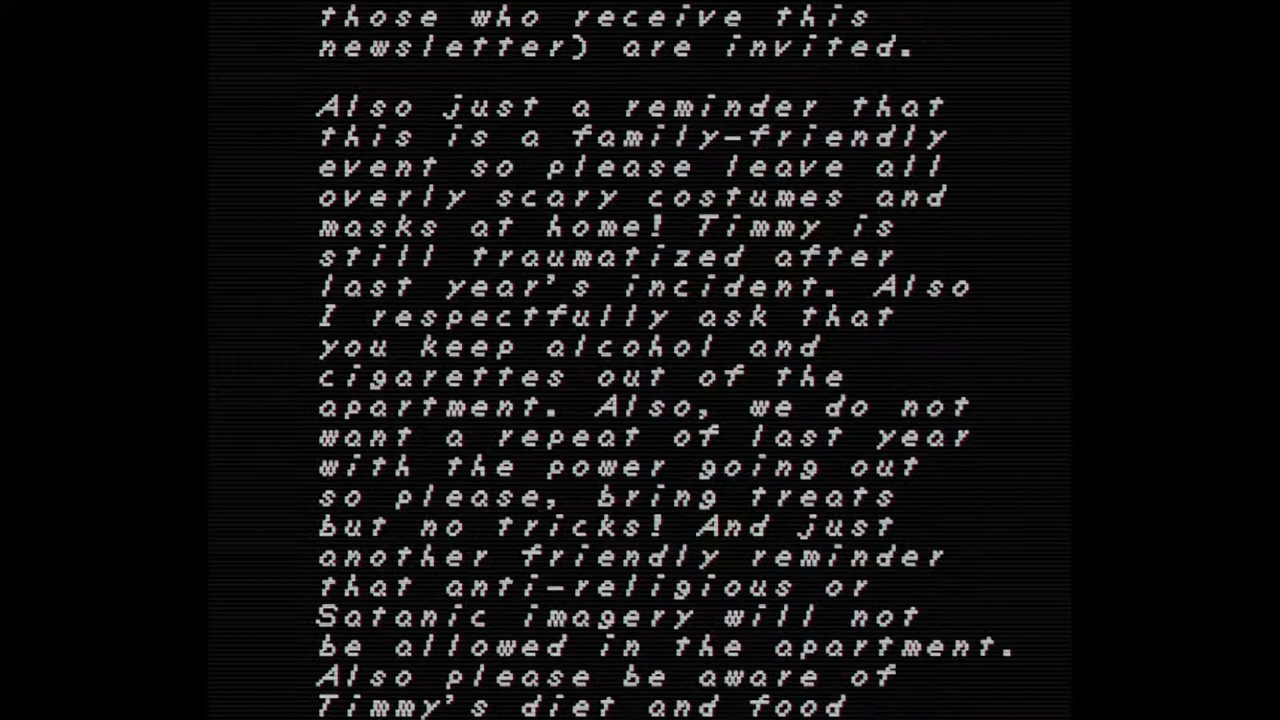 those who receive this
newsletter) are invited.
Also just a reminder that
this is a family-friendly
event so please leave all
overly scary costumes and
masks at home! Timmy is
still traumatized after
last year's incident. Also
I respectfully ask that
you keep alcohol and
cigarettes out of the
apartment. Also, we do not
want a repeat of last year
with the power going out
so please, bring treats
but no tricks! And just
another friendly reminder
that anti-religious or
Satanic imagery will not
be allowed in the apartment.
Also please be aware of
Timmy's diet and food